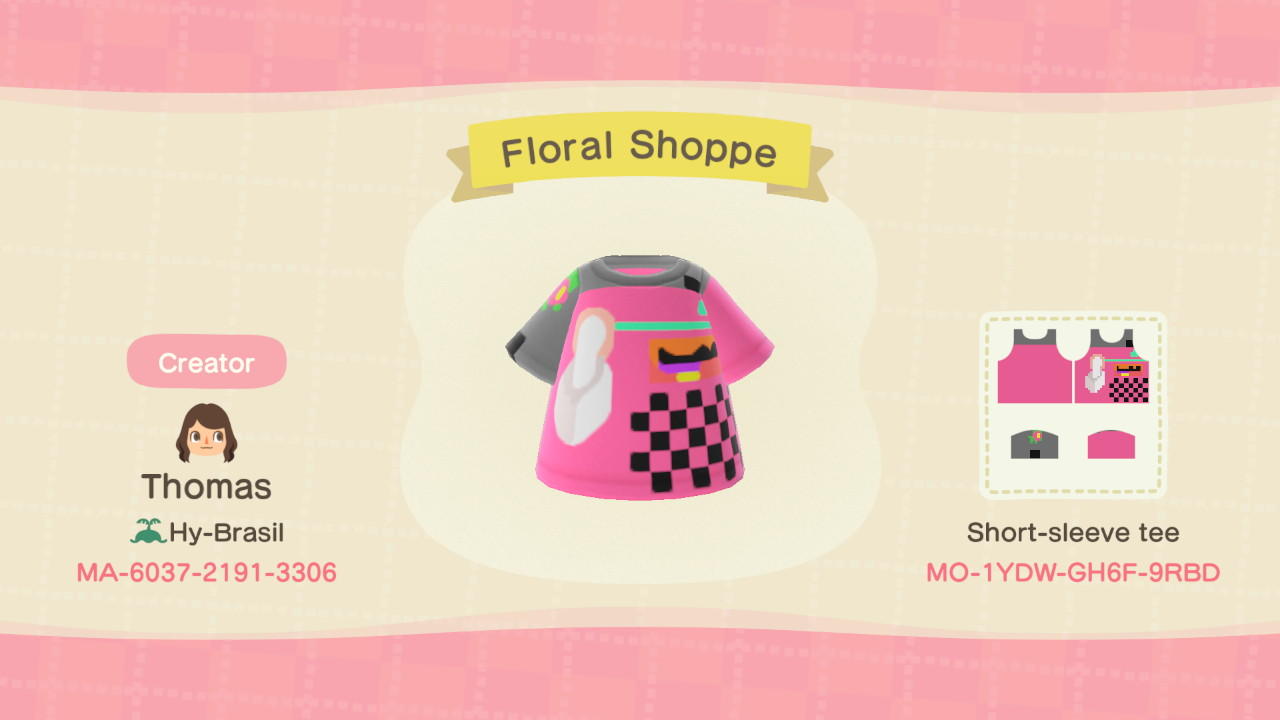 Floral Shoppe
Creator
Thomas
Hy-Brasil
MA-6037-2191-3306
Short-sleeve tee
MO-1YDW-GH6F-9RBD